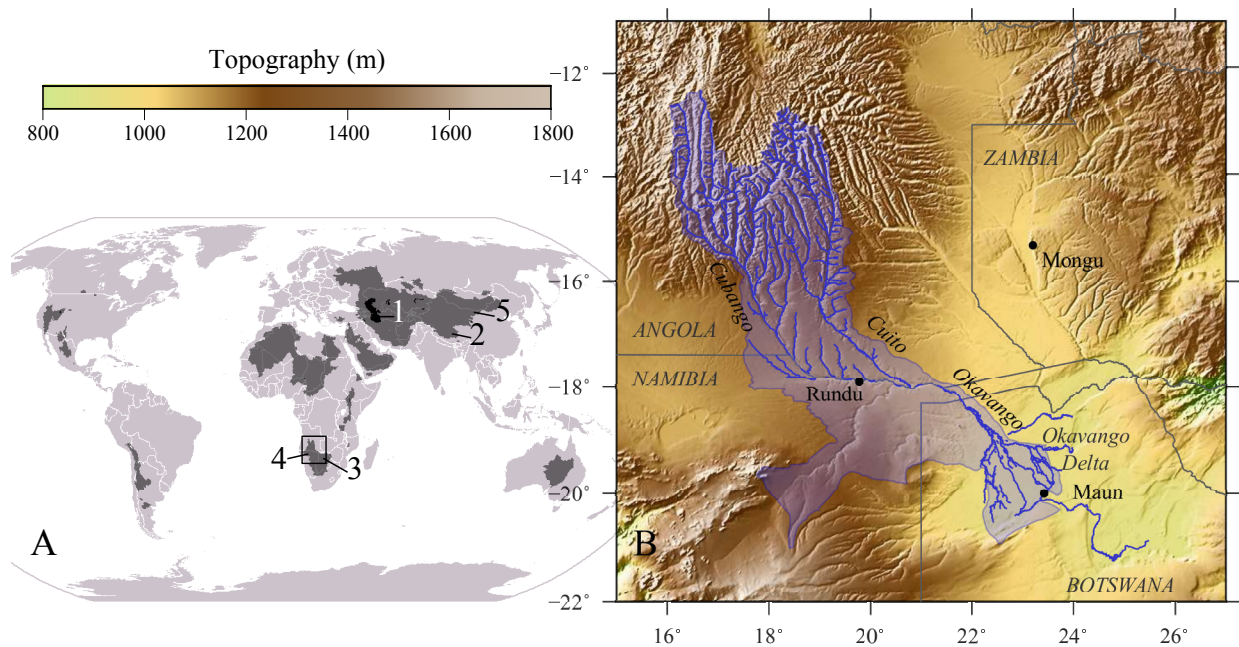 Topography (m)
800 1000 1200 1400 1600 1800
−12°
−14°
−16°
−18°
−20°
−22°
1
2
5
4
3
A
ZAMBIA
Mongu
Cubango
Cuito
ANGOLA
NAMIBIA
Rundu
Okavango
Okavango
Delta
Maun
B
BOTSWANA
16° 18° 20° 22° 24° 26°